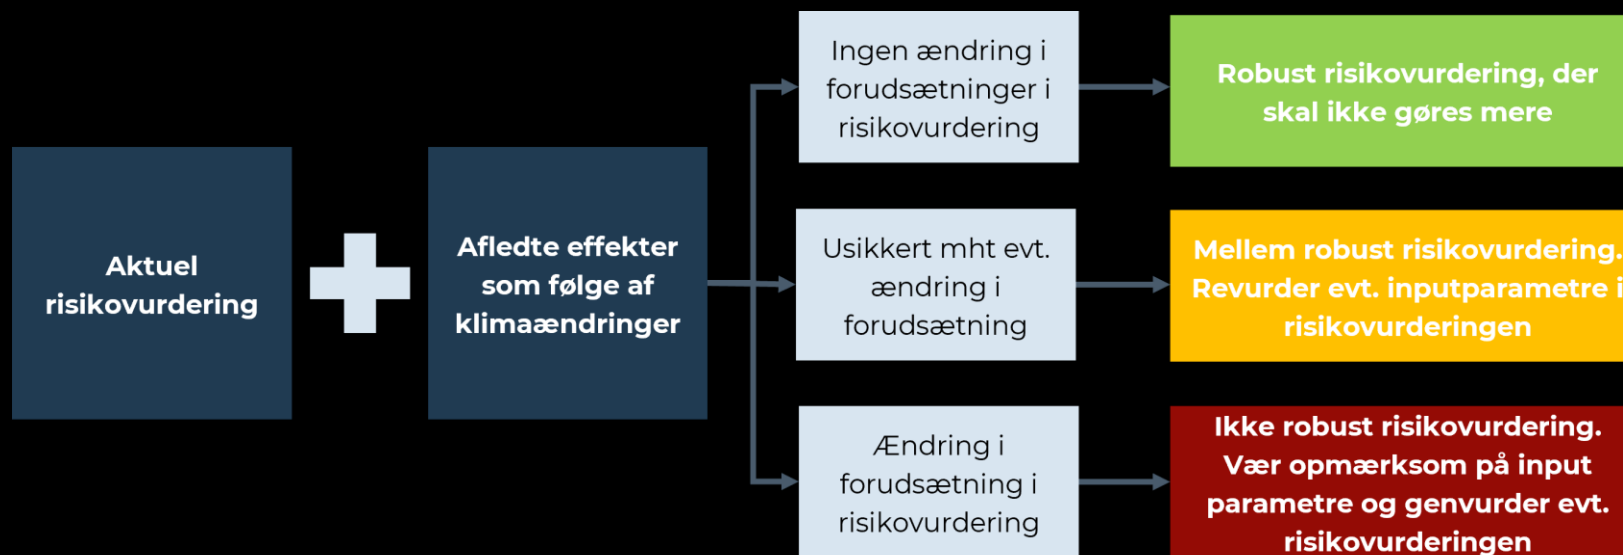 Aktuel
risikovurdering
Afledte effekter
som følge af
klimaændringer
Ingen ændring i
forudsætninger i
risikovurdering
Robust risikovurdering, der
skal ikke gøres mere
Usikkert mht evt.
ændring i
forudsætning
Mellem robust risikovurdering.
Revurder evt. inputparametre i
risikovurderingen
Ændring i
forudsætning i
risikovurdering
Ikke robust risikovurdering.
Vær opmærksom på input
parametre og genvurder evt.
risikovurderingen